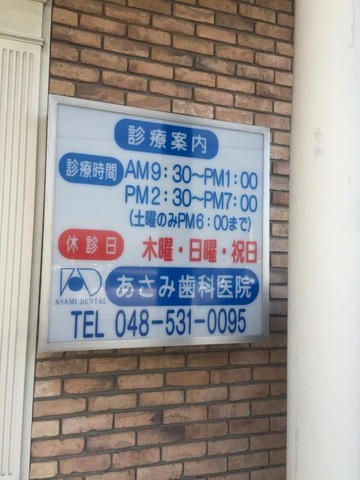 診療案内
診療時間 AM9:30〜PM1:00
PM2:30〜PM7:00
(土曜のみPM6:00まで)
休診日 木曜・日曜・祝日
ASAMI DENTAL あさみ歯科医院
TEL 048-531-0095